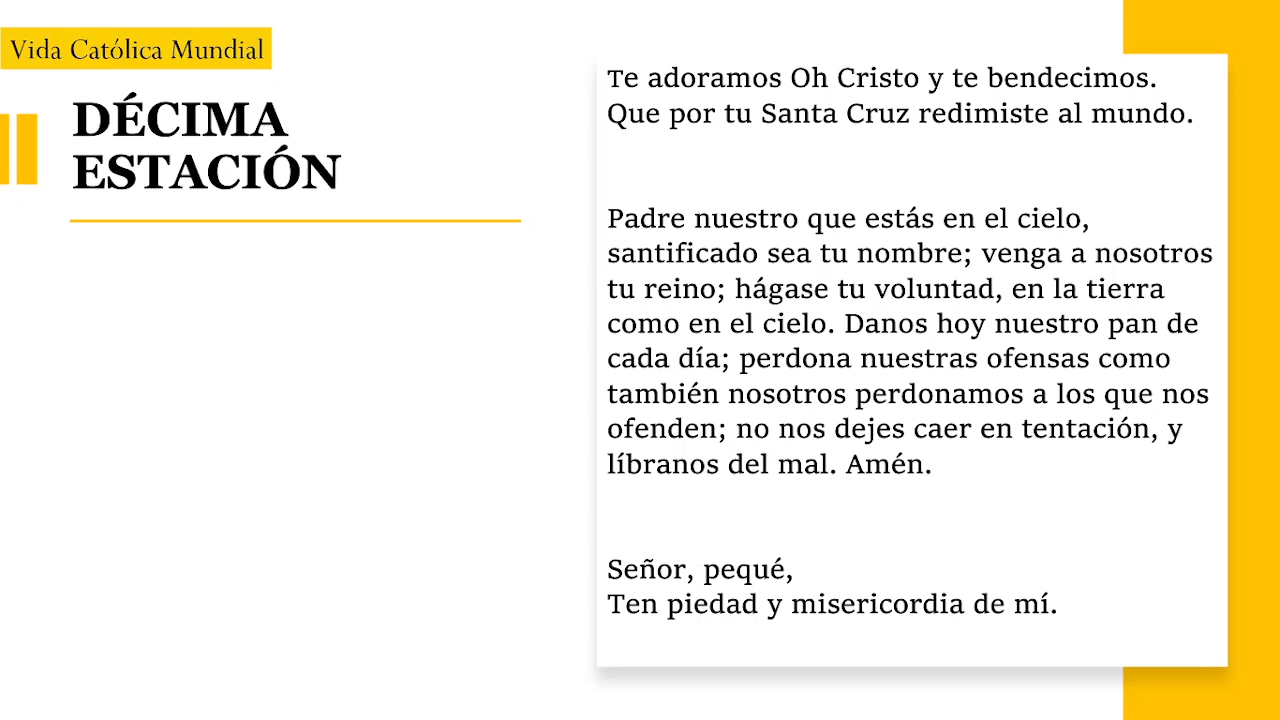 Vida Católica Mundial
DÉCIMA
ESTACIÓN
Te adoramos Oh Cristo y te bendecimos.
Que por tu Santa Cruz redimiste al mundo.
Padre nuestro que estás en el cielo,
santificado sea tu nombre; venga a nosotros
tu reino; hágase tu voluntad, en la tierra
como en el cielo. Danos hoy nuestro pan de
cada día; perdona nuestras ofensas como
también nosotros perdonamos a los que nos
ofenden; no nos dejes caer en tentación, y
líbranos del mal. Amén.
Señor, pequé,
Ten piedad y misericordia de mí.